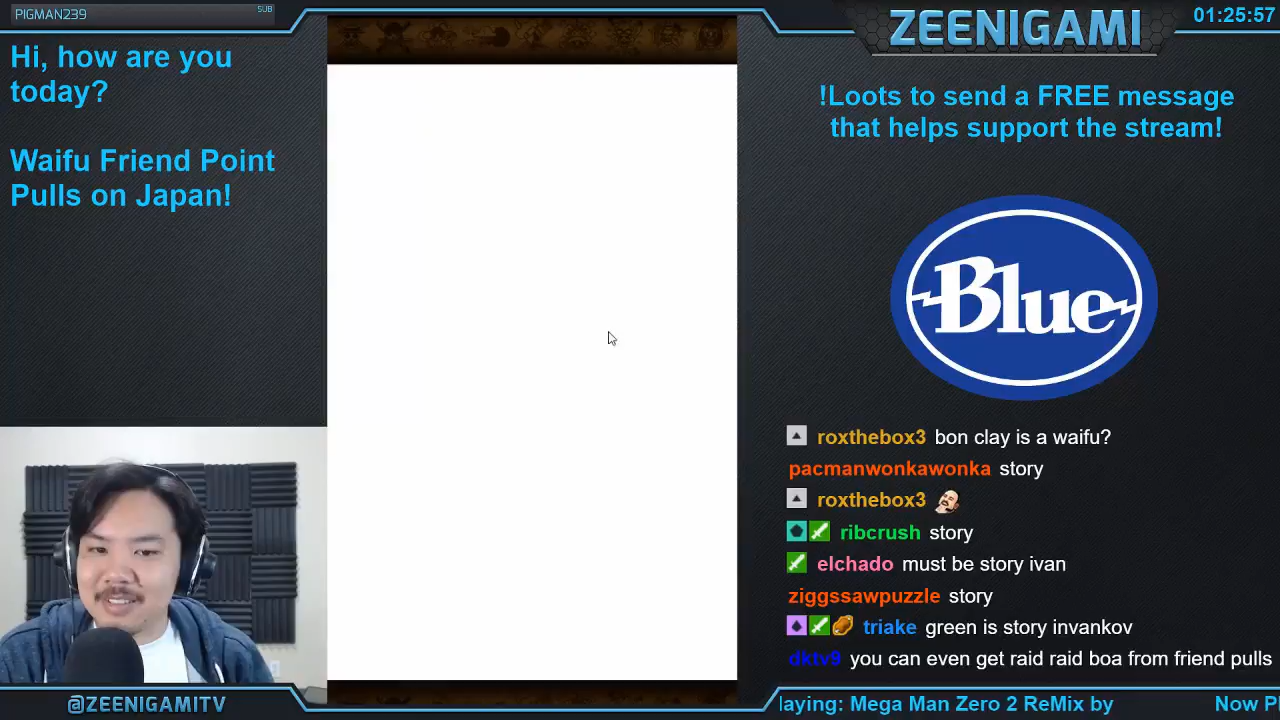 PIGMAN239
SUB
Hi, how are you
today?
Waifu Friend Point
Pulls on Japan!
ZEENIGAMI
01:25:57
!Loots to send a FREE message
that helps support the stream!
Blue
roxthebox3 bon clay is a waifu?
pacmanwonkawonka story
roxthebox3
ribcrush story
elchado must be story ivan
ziggssawpuzzle story
triake green is story invankov
dktv9 you can even get raid raid boa from friend pulls
@ZEENIGAMITV
laying: Mega Man Zero 2 ReMix by
Now P